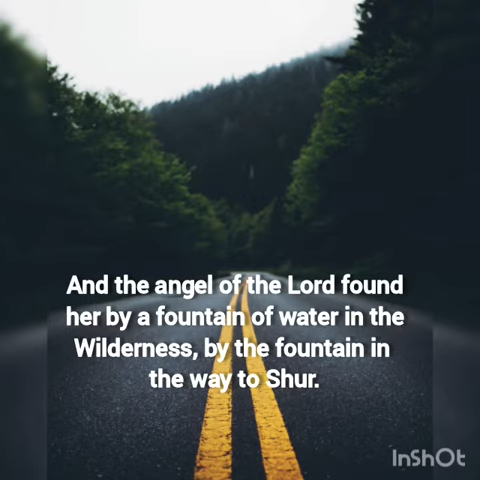 And the angel of the Lord found
her by a fountain of water in the
Wilderness, by the fountain in
the way to Shur.
InShOt